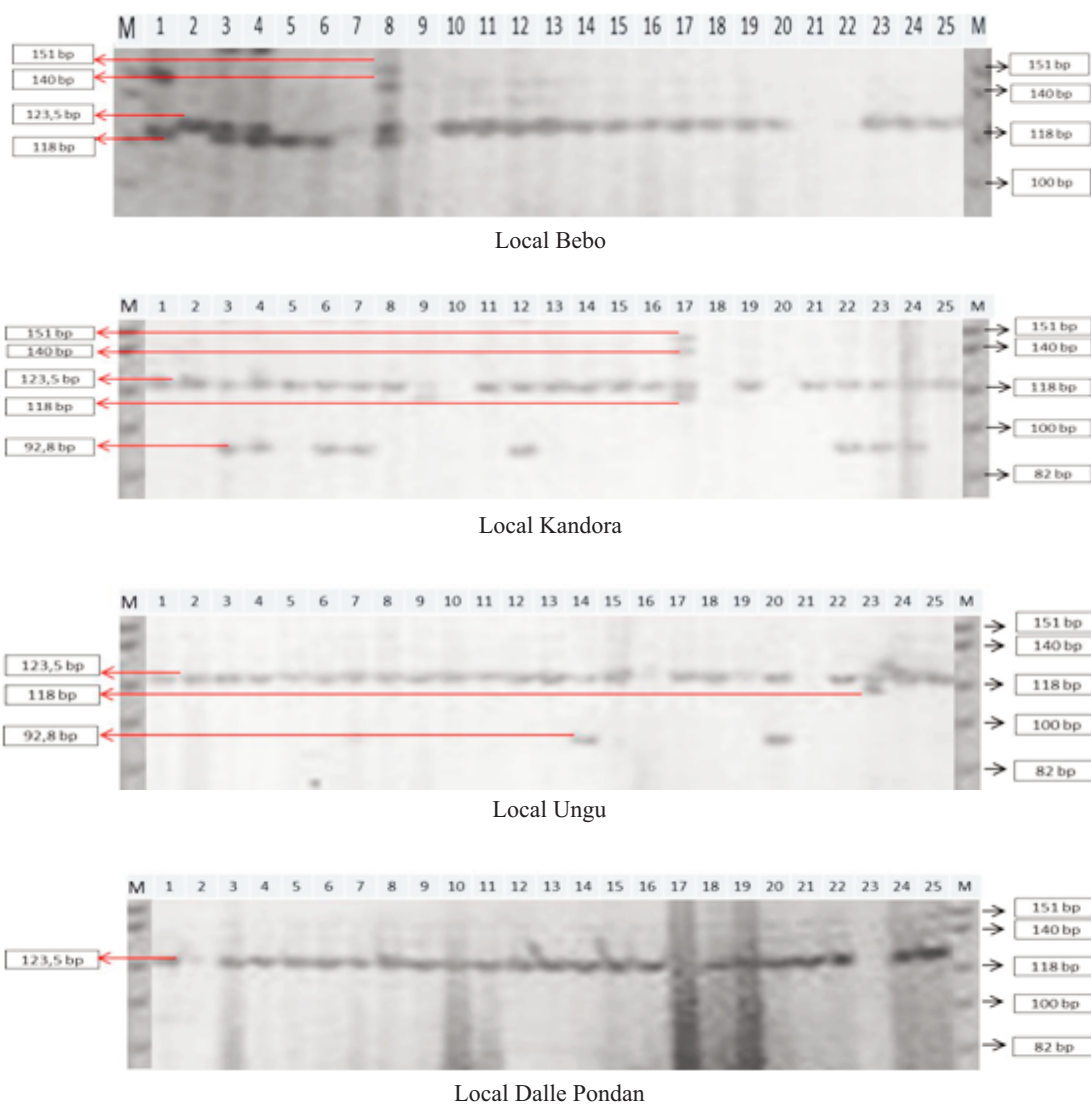 M 1 2 3 4 5 6 7 8 9 10 11 12 13 14 15 16 17 18 19 20 21 22 23 24 25 M
151 bp
140 bp
123,5 bp
118 bp
151 bp
140 bp
118 bp
100 bp
Local Bebo
M 1 2 3 4 5 6 7 8 9 10 11 12 13 14 15 16 17 18 19 20 21 22 23 24 25 M
151 bp
140 bp
123,5 bp
118 bp
92,8 bp
151 bp
140 bp
118 bp
100 bp
82 bp
Local Kandora
M 1 2 3 4 5 6 7 8 9 10 11 12 13 14 15 16 17 18 19 20 21 22 23 24 25 M
123,5 bp
118 bp
92,8 bp
151 bp
140 bp
118 bp
100 bp
82 bp
Local Ungu
M 1 2 3 4 5 6 7 8 9 10 11 12 13 14 15 16 17 18 19 20 21 22 23 24 25 M
123,5 bp
151 bp
140 bp
118 bp
100 bp
82 bp
Local Dalle Pondan